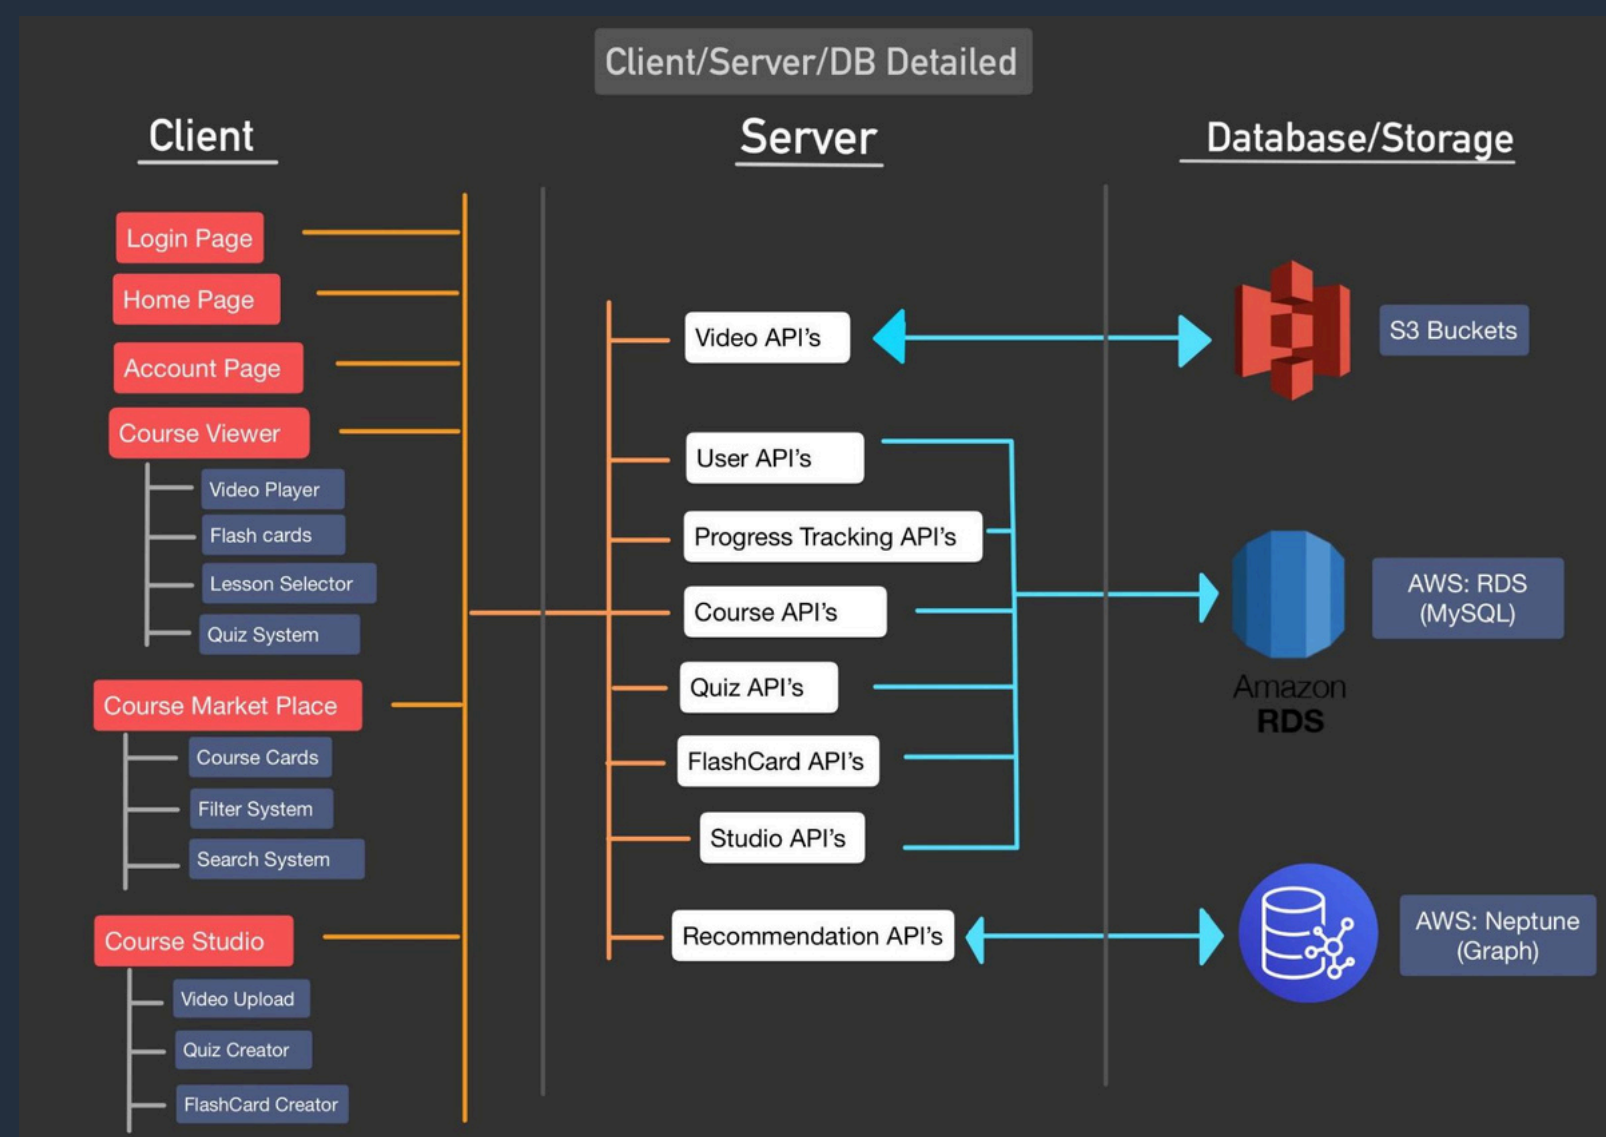 Client/Server/DB Detailed
Client
Login Page
Home Page
Account Page
Course Viewer
Video Player
Flash cards
Lesson Selector
Quiz System
Course Market Place
Course Cards
Filter System
Search System
Course Studio
Video Upload
Quiz Creator
FlashCard Creator
Server
Video API's
User API's
Progress Tracking API's
Course API's
Quiz API's
FlashCard API's
Studio API's
Recommendation API's
Database/Storage
S3 Buckets
Amazon
RDS
AWS: RDS
(MySQL)
AWS: Neptune
(Graph)